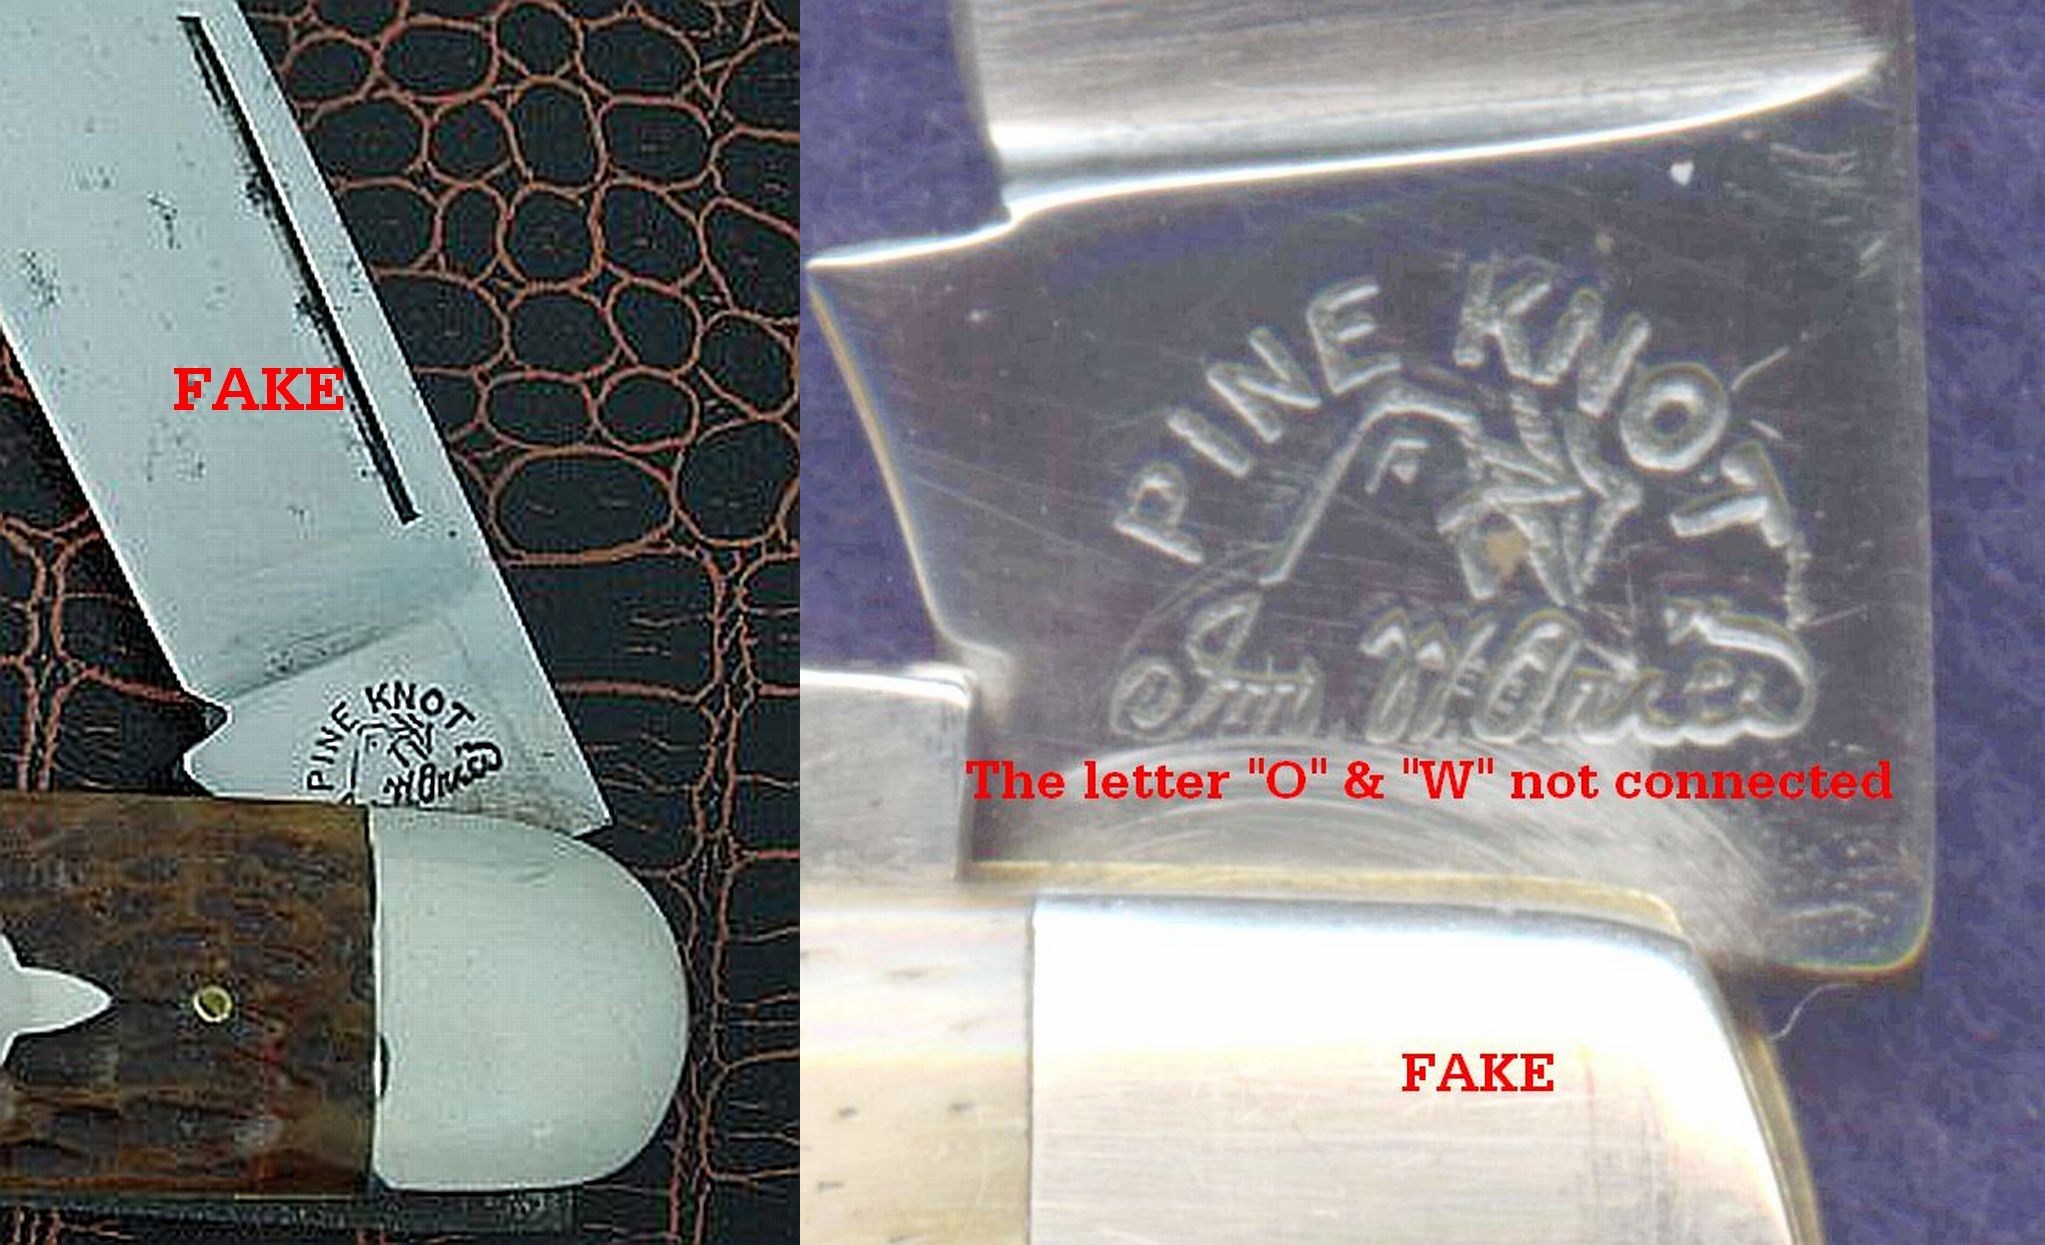 FAKE
PINE KNOT
PINE KNOT
The letter "O" & "W" not connected
FAKE